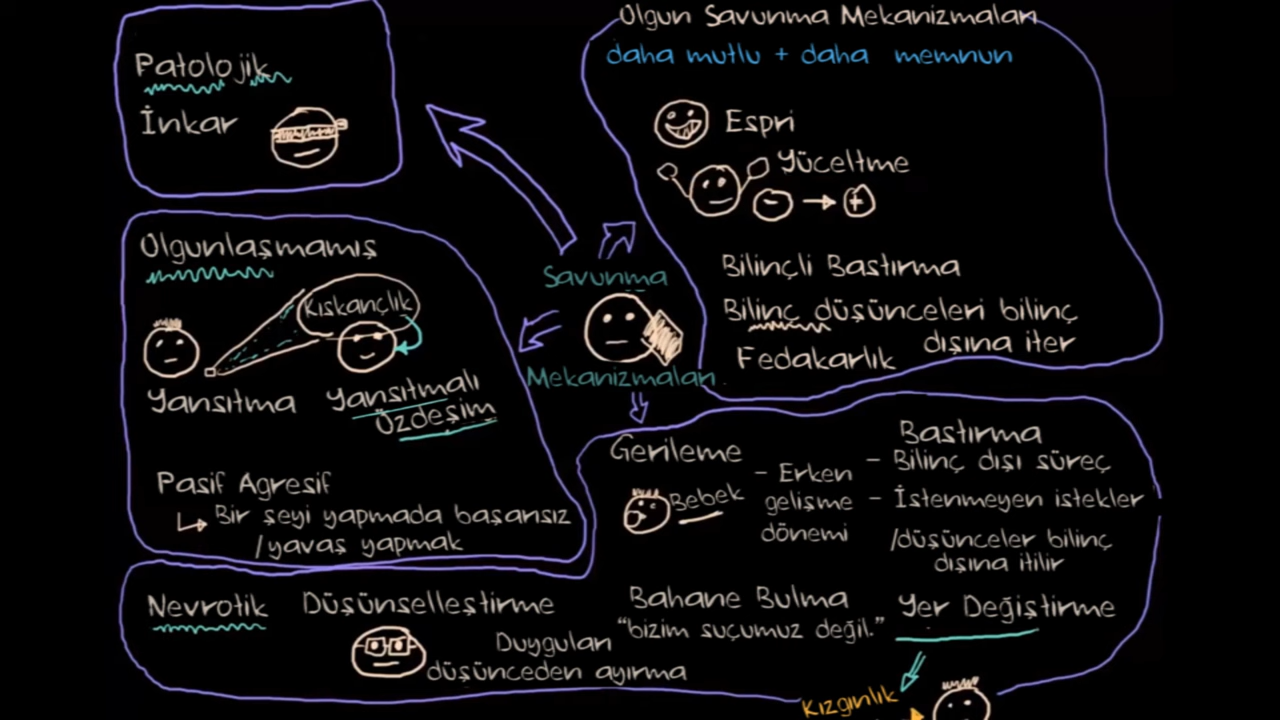 Patolojik
İnkar
Olgun Savunma Mekanizmaları
daha mutlu + daha memnun
Espri
Yüceltme
- → +
Bilinçli Bastırma
Bilinç düşünceleri bilinç
dışına iter
Fedakarlık
Savunma
Mekanizmaları
Olgunlaşmamış
Kıskançlık
Yansıtma
Yansıtmalı
Özdeşim
Pasif Agresif
Bir şeyi yapmada başarısız
/yavaş yapmak
Gerileme
Bebek
- Erken
gelişme
dönemi
Bastırma
- Bilinç dışı süreç
- İstenmeyen istekler
/düşünceler bilinç
dışına itilir
Nevrotik
Düşünselleştirme
Duyguları
düşünceden ayırma
Bahane Bulma
"bizim suçumuz değil."
Yer Değiştirme
Kızgınlık